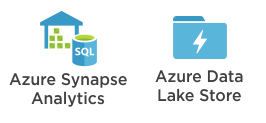 SQL
Azure Synapse
Analytics
Azure Data
Lake Store